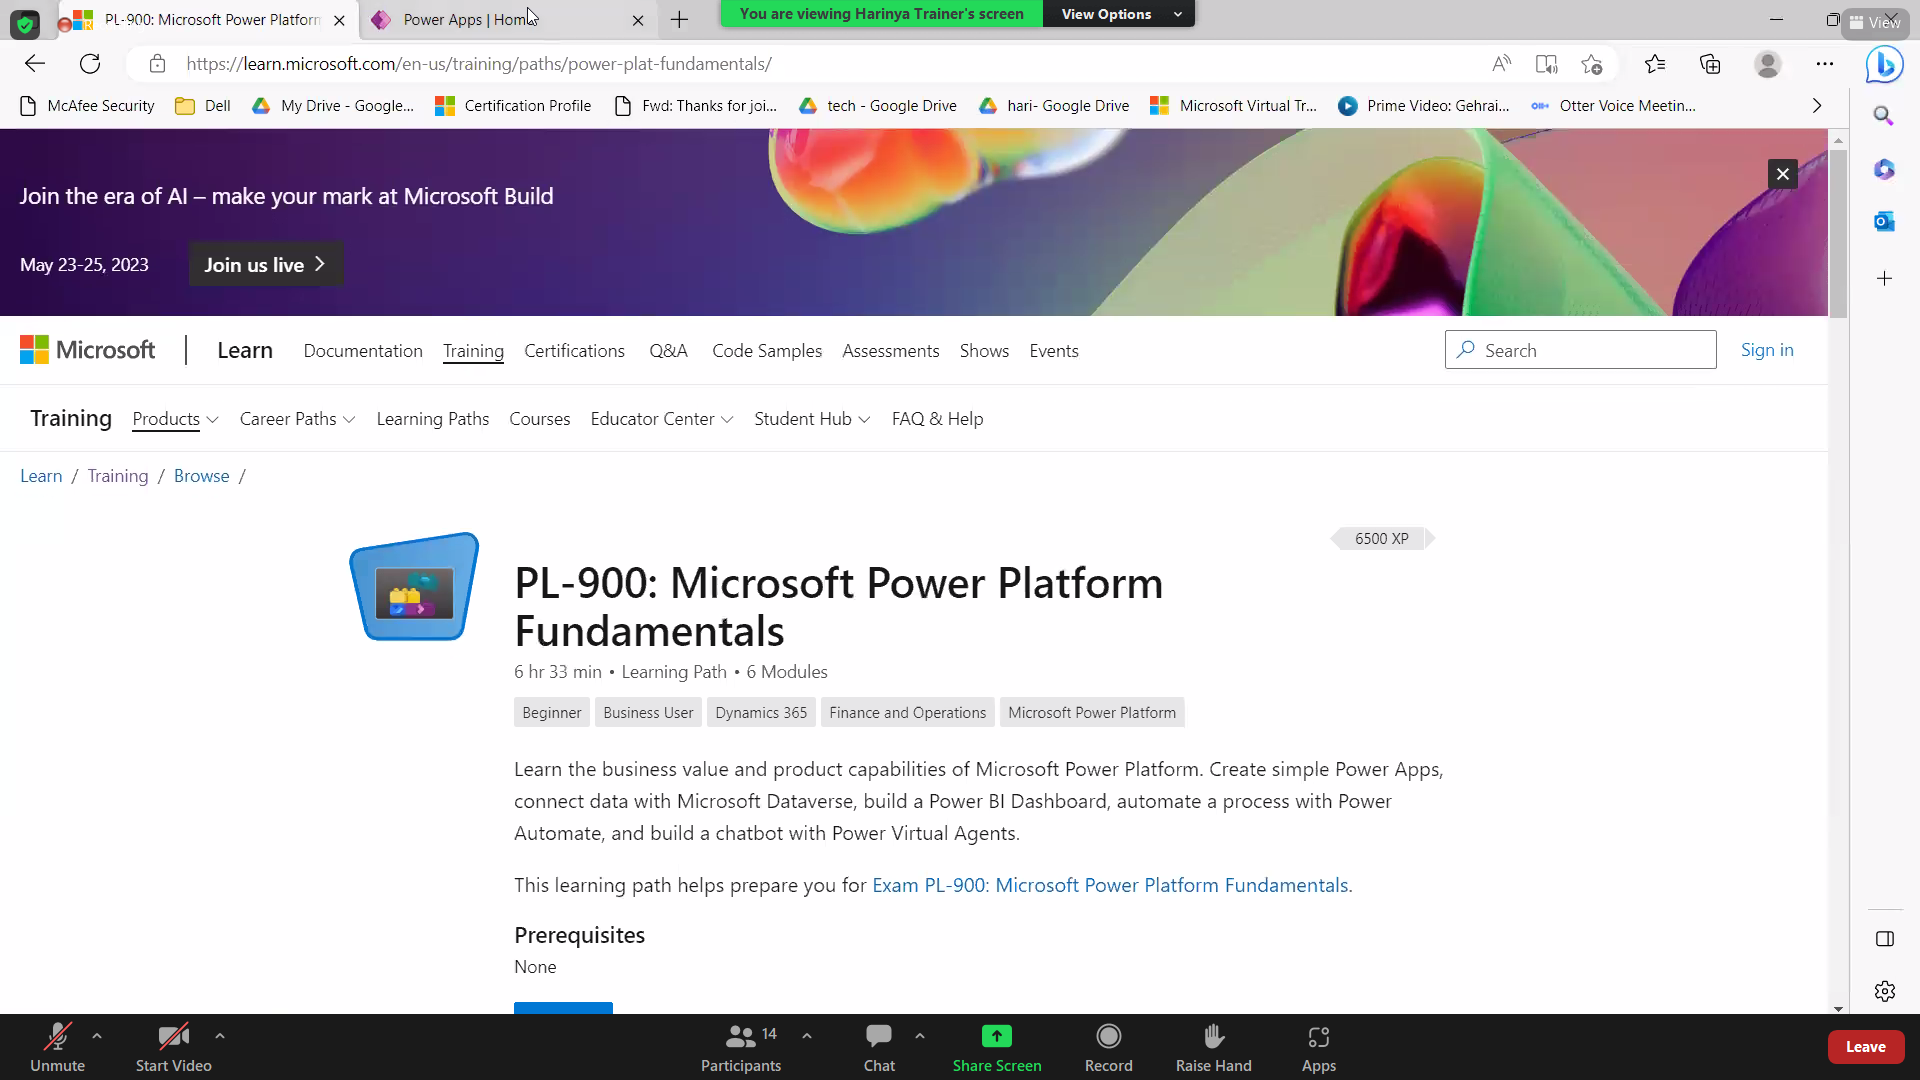 PL-900: Microsoft Power Platform
Power Apps | Home
You are viewing Harinya Trainer's screen
View Options
View
https://learn.microsoft.com/en-us/training/paths/power-plat-fundamentals/
McAfee Security
Dell
My Drive - Google...
Certification Profile
Fwd: Thanks for joi...
tech - Google Drive
hari- Google Drive
Microsoft Virtual Tr...
Prime Video: Gehrai...
Otter Voice Meetin...
Join the era of AI – make your mark at Microsoft Build
May 23-25, 2023
Join us live
Microsoft
Learn
Documentation
Training
Certifications
Q&A
Code Samples
Assessments
Shows
Events
Search
Sign in
Training
Products
Career Paths
Learning Paths
Courses
Educator Center
Student Hub
FAQ & Help
Learn / Training / Browse /
6500 XP
PL-900: Microsoft Power Platform
Fundamentals
6 hr 33 min • Learning Path • 6 Modules
Beginner
Business User
Dynamics 365
Finance and Operations
Microsoft Power Platform
Learn the business value and product capabilities of Microsoft Power Platform. Create simple Power Apps,
connect data with Microsoft Dataverse, build a Power BI Dashboard, automate a process with Power
Automate, and build a chatbot with Power Virtual Agents.
This learning path helps prepare you for Exam PL-900: Microsoft Power Platform Fundamentals.
Prerequisites
None
Unmute
Start Video
14
Participants
Chat
Share Screen
Record
Raise Hand
Apps
Leave